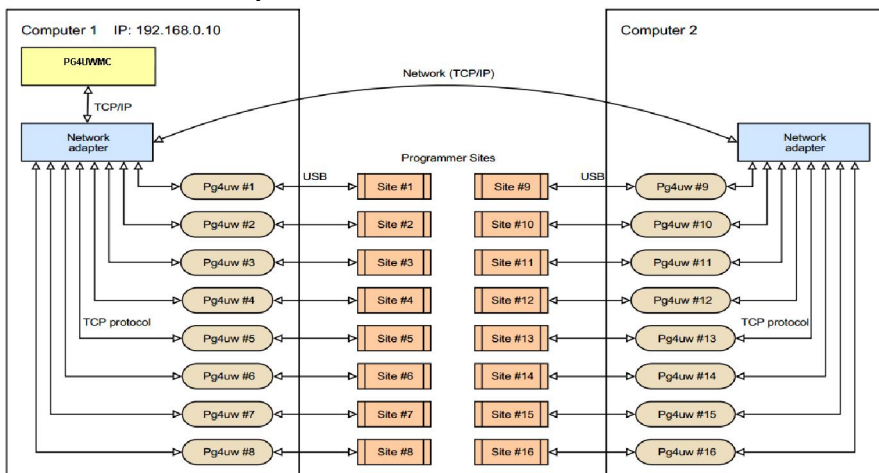 Computer 1 IP: 192.168.0.10
Computer 2
PG4UWMC
Network (TCP/IP)
TCP/IP
Network
adapter
Network
adapter
Programmer Sites
Pg4uw #1
USB
Site #1
Site #9
USB
Pg4uw #9
Pg4uw #2
Site #2
Site #10
Pg4uw #10
Pg4uw #3
Site #3
Site #11
Pg4uw #11
Pg4uw #4
Site #4
Site #12
Pg4uw #12
TCP protocol
Pg4uw #5
Site #5
Site #13
Pg4uw #13
TCP protocol
Pg4uw #6
Site #6
Site #14
Pg4uw #14
Pg4uw #7
Site #7
Site #15
Pg4uw #15
Pg4uw #8
Site #8
Site #16
Pg4uw #16